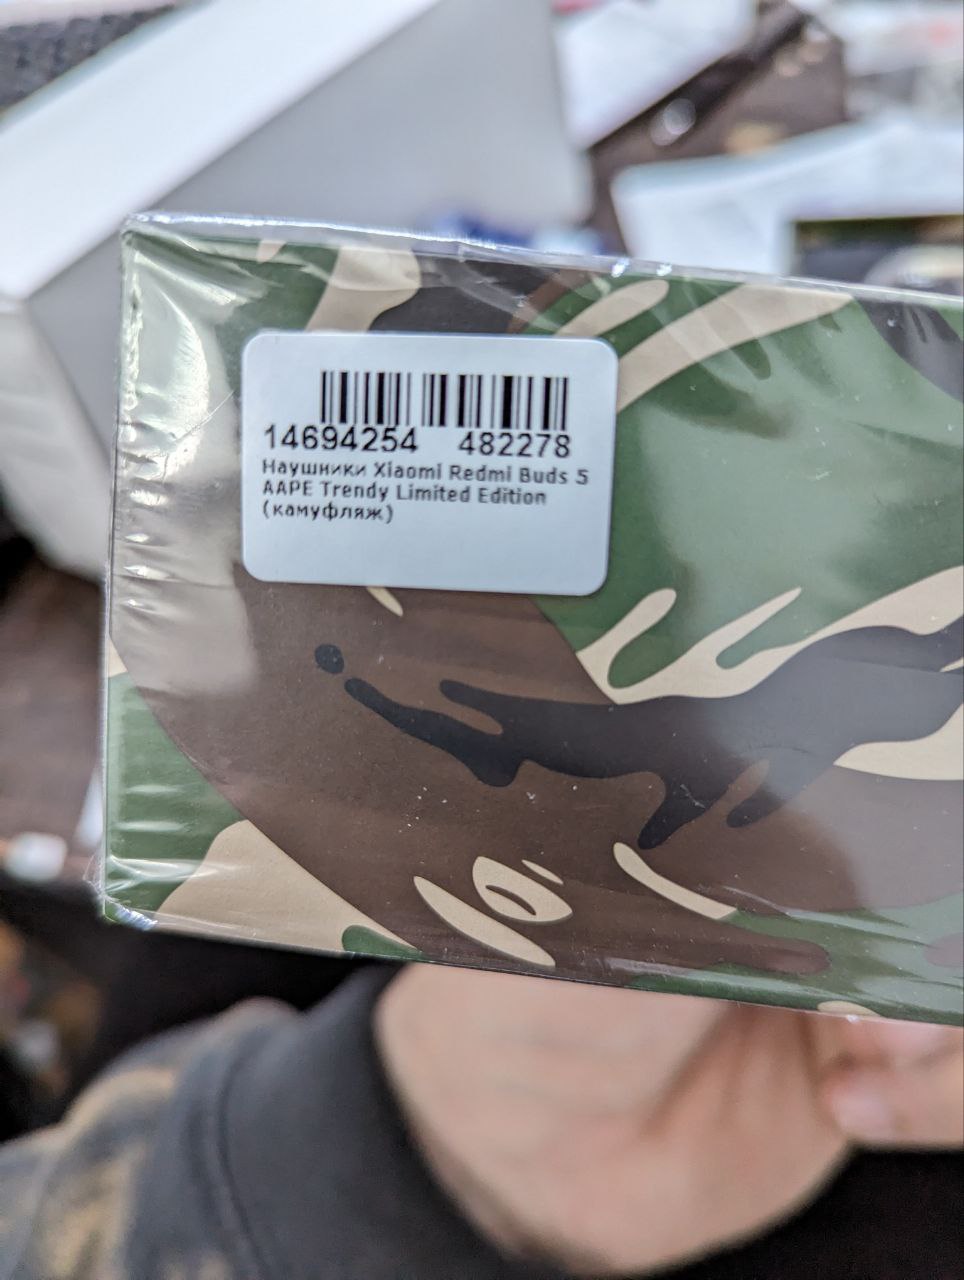 14694254 482278
Наушники Xiaomi Redmi Buds 5
AAPE Trendy Limited Edition
(камуфляж)